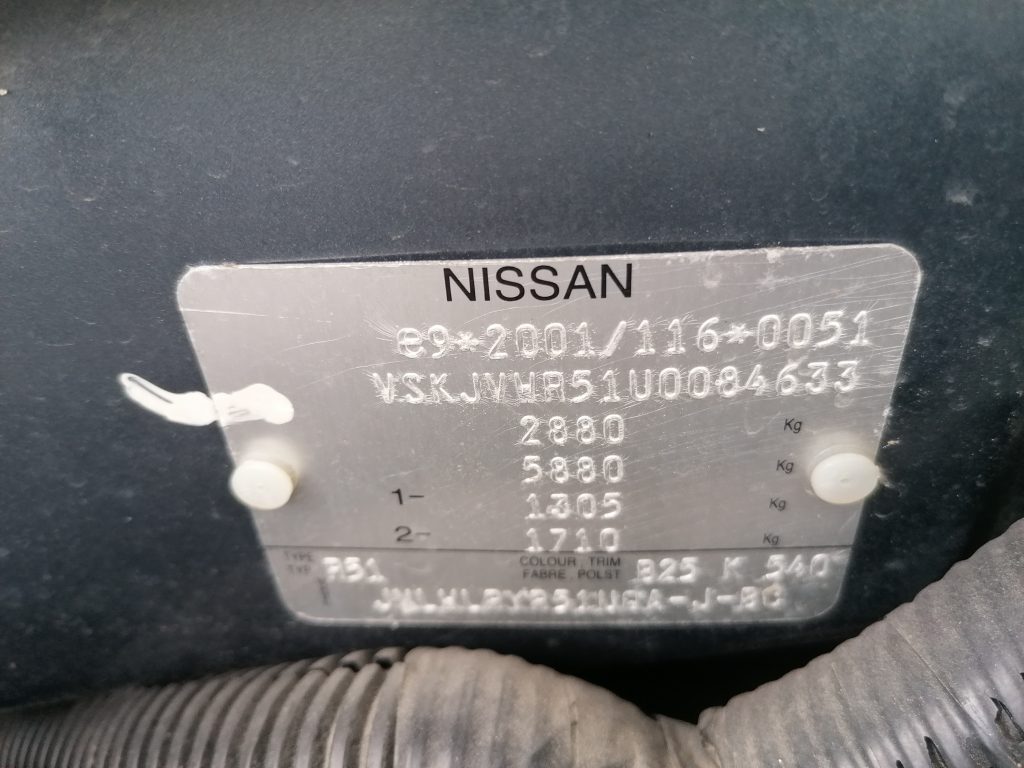 NISSAN
e9*2001/116*0051
VSKJVWR51U0084633
2880 Kg
5880 Kg
1- 1305 Kg
2- 1710 Kg
TYPE COLOUR, TRIM
TYP R51 FABRE, POLST B25 K 540